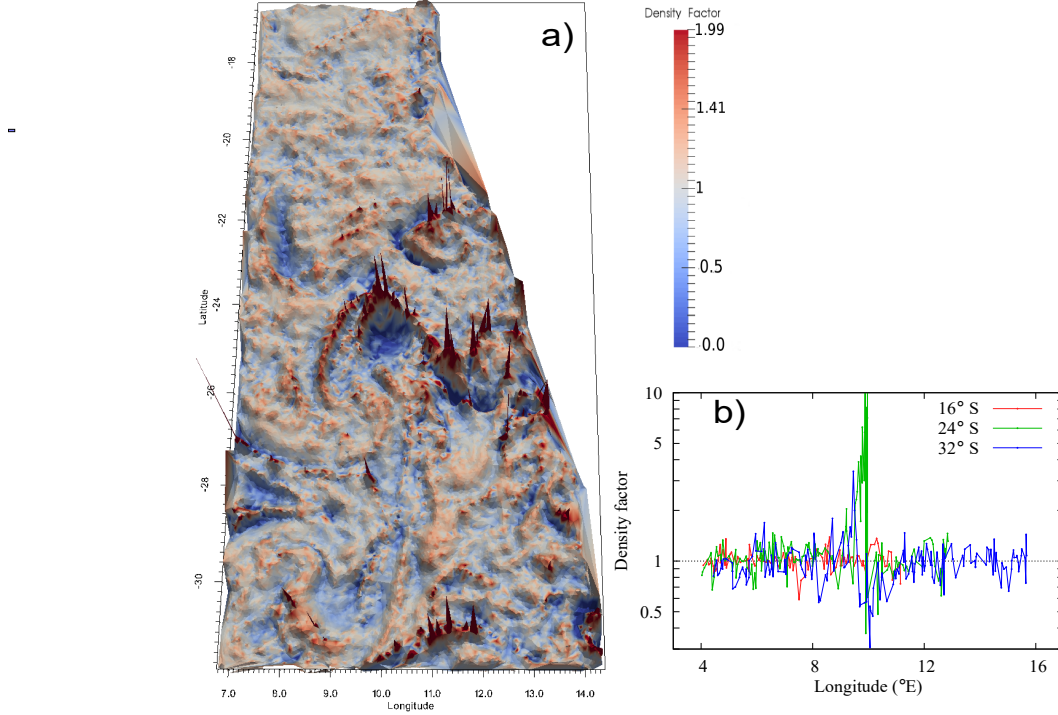 a)
Density Factor
1.99
1.41
1
0.5
0.0
-18
-20
-22
-24
-26
-28
-30
Latitude
7.0 8.0 9.0 10.0 11.0 12.0 13.0 14.0
Longitude
b)
16° S
24° S
32° S
10
5
1
0.5
Density factor
4 8 12 16
Longitude (°E)